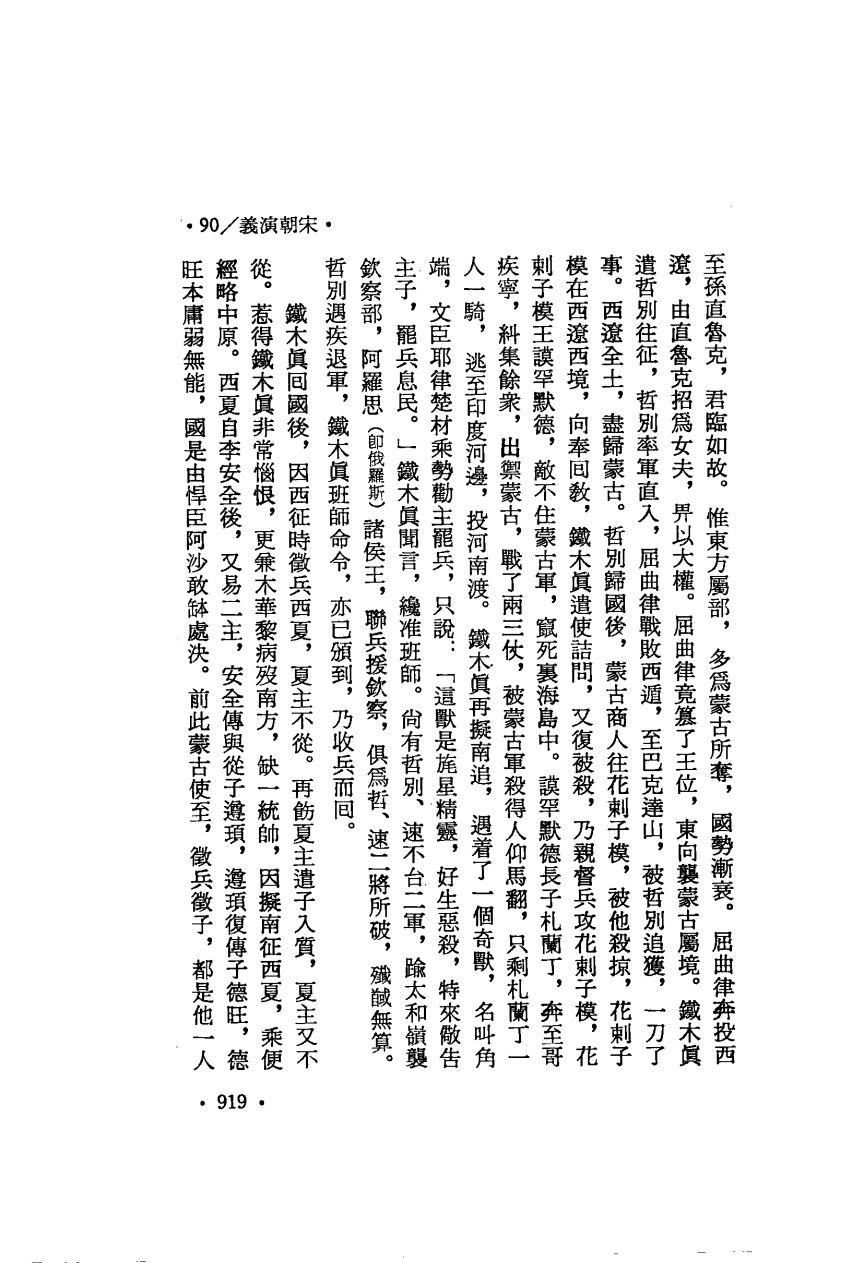 •90／義演朝宋•
至孫直魯克，君臨如故。惟東方屬部，多爲蒙古所奪，國勢漸衰。屈曲律奔投西
遼，由直魯克招爲女夫，畀以大權。屈曲律竟篡了王位，東向襲蒙古屬境。鐵木眞
遣哲別往征，哲別率軍直入，屈曲律戰敗西遁，至巴克達山，被哲別追獲，一刀了
事。西遼全土，盡歸蒙古。哲別歸國後，蒙古商人往花剌子模，被他殺掠，花剌子
模在西遼西境，向奉回敎，鐵木眞遣使詰問，又復被殺，乃親督兵攻花剌子模，花
剌子模王謨罕默德，敵不住蒙古軍，竄死裏海島中。謨罕默德長子札蘭丁，奔至哥
疾寧，糾集餘衆，出禦蒙古，戰了兩三仗，被蒙古軍殺得人仰馬翻，只剩札蘭丁一
人一騎，逃至印度河邊，投河南渡。鐵木眞再擬南追，遇着了一個奇獸，名叫角
端，文臣耶律楚材乘勢勸主罷兵，只說：「這獸是旄星精靈，好生惡殺，特來儆告
主子，罷兵息民。」鐵木眞聞言，纔准班師。尙有哲別、速不台二軍，踰太和嶺襲
欽察部，阿羅思（卽俄羅斯）諸侯王，聯兵援欽察，俱爲哲、速二將所破，殲馘無算。
哲別遇疾退軍，鐵木眞班師命令，亦已頒到，乃收兵而回。
鐵木眞回國後，因西征時徵兵西夏，夏主不從。再飭夏主遣子入質，夏主又不
從。惹得鐵木眞非常惱恨，更兼木華黎病歿南方，缺一統帥，因擬南征西夏，乘便
經略中原。西夏自李安全後，又易二主，安全傳與從子遵頊，遵頊復傳子德旺，德
旺本庸弱無能，國是由悍臣阿沙敢缽處決。前此蒙古使至，徵兵徵子，都是他一人
•919•